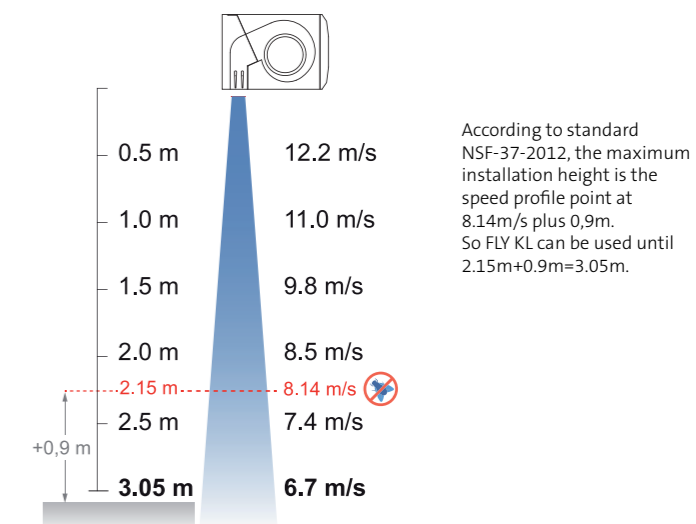 0.5 m 12.2 m/s
1.0 m 11.0 m/s
1.5 m 9.8 m/s
2.0 m 8.5 m/s
2.15 m 8.14 m/s
2.5 m 7.4 m/s
+0,9 m
3.05 m 6.7 m/s
According to standard
NSF-37-2012, the maximum
installation height is the
speed profile point at
8.14m/s plus 0,9m.
So FLY KL can be used until
2.15m+0.9m=3.05m.